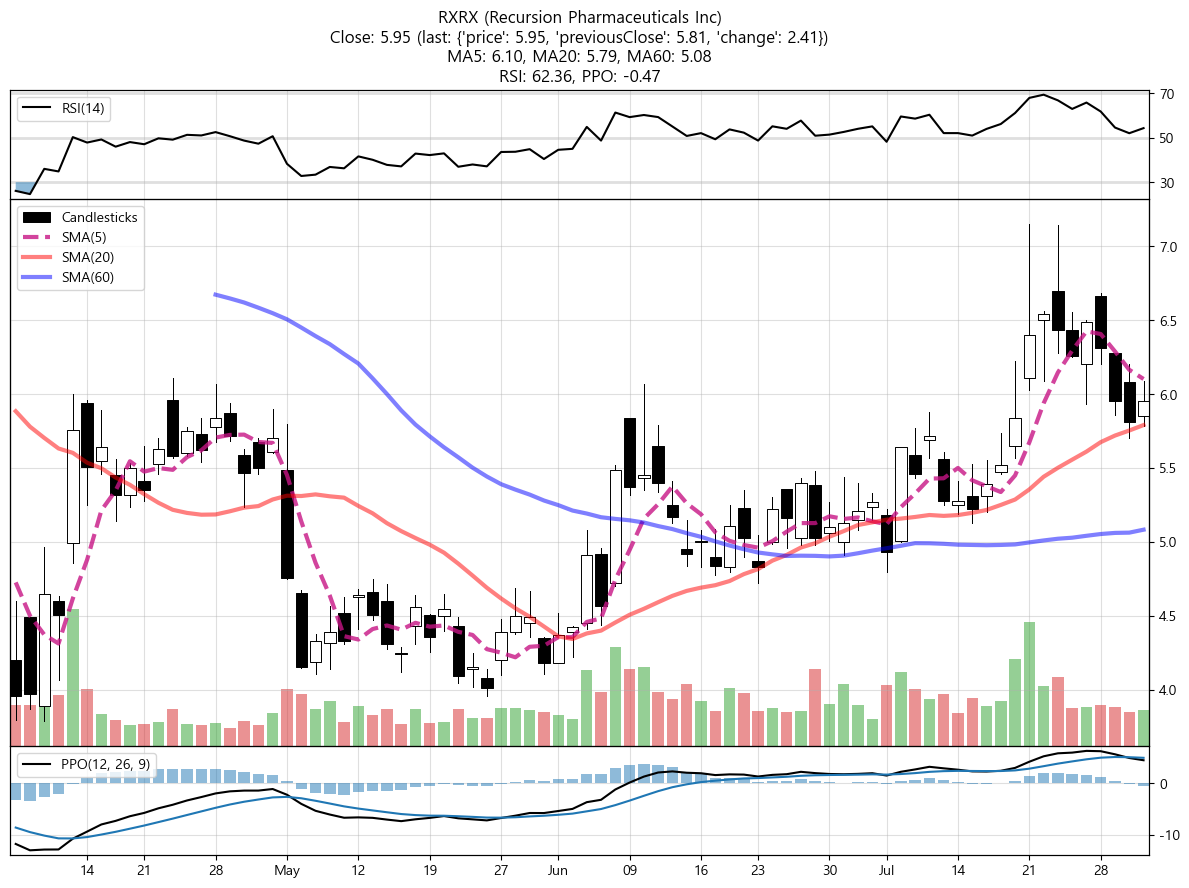 RXRX (Recursion Pharmaceuticals Inc)
Close: 5.95 (last: {'price': 5.95, 'previousClose': 5.81, 'change': 2.41})
MA5: 6.10, MA20: 5.79, MA60: 5.08
RSI: 62.36, PPO: -0.47
RSI(14)
70
50
30
Candlesticks
SMA(5)
SMA(20)
SMA(60)
7.0
6.5
6.0
5.5
5.0
4.5
4.0
PPO(12, 26, 9)
0
-10
14 21 28 May 12 19 27 Jun 09 16 23 30 Jul 14 21 28